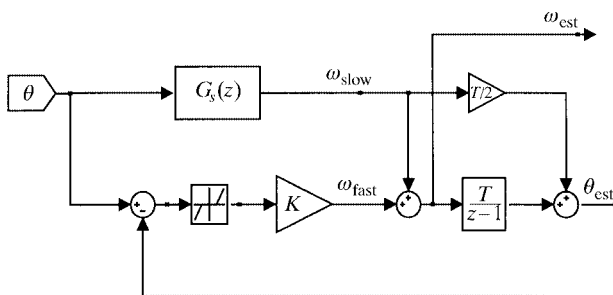 ω_est
ω_slow
θ
G_s(z)
T/2
ω_fast
θ_est
K
T
z−1
+
-
+
+
+
+